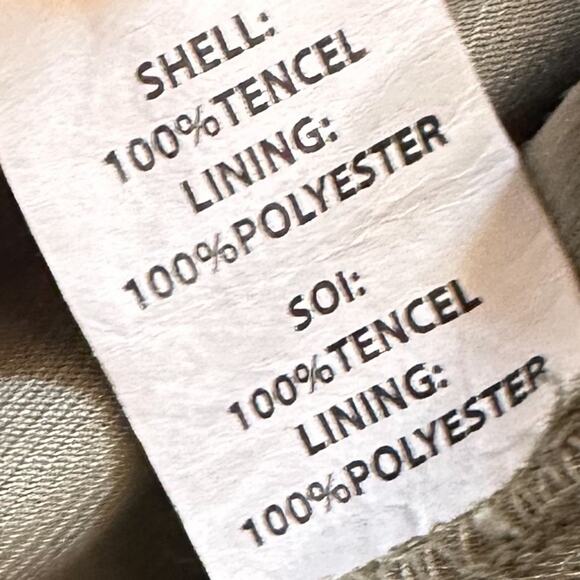 SHELL:
100%TENCEL
LINING:
100%POLYESTER
SOI:
100%TENCEL
LINING:
100%POLYESTER